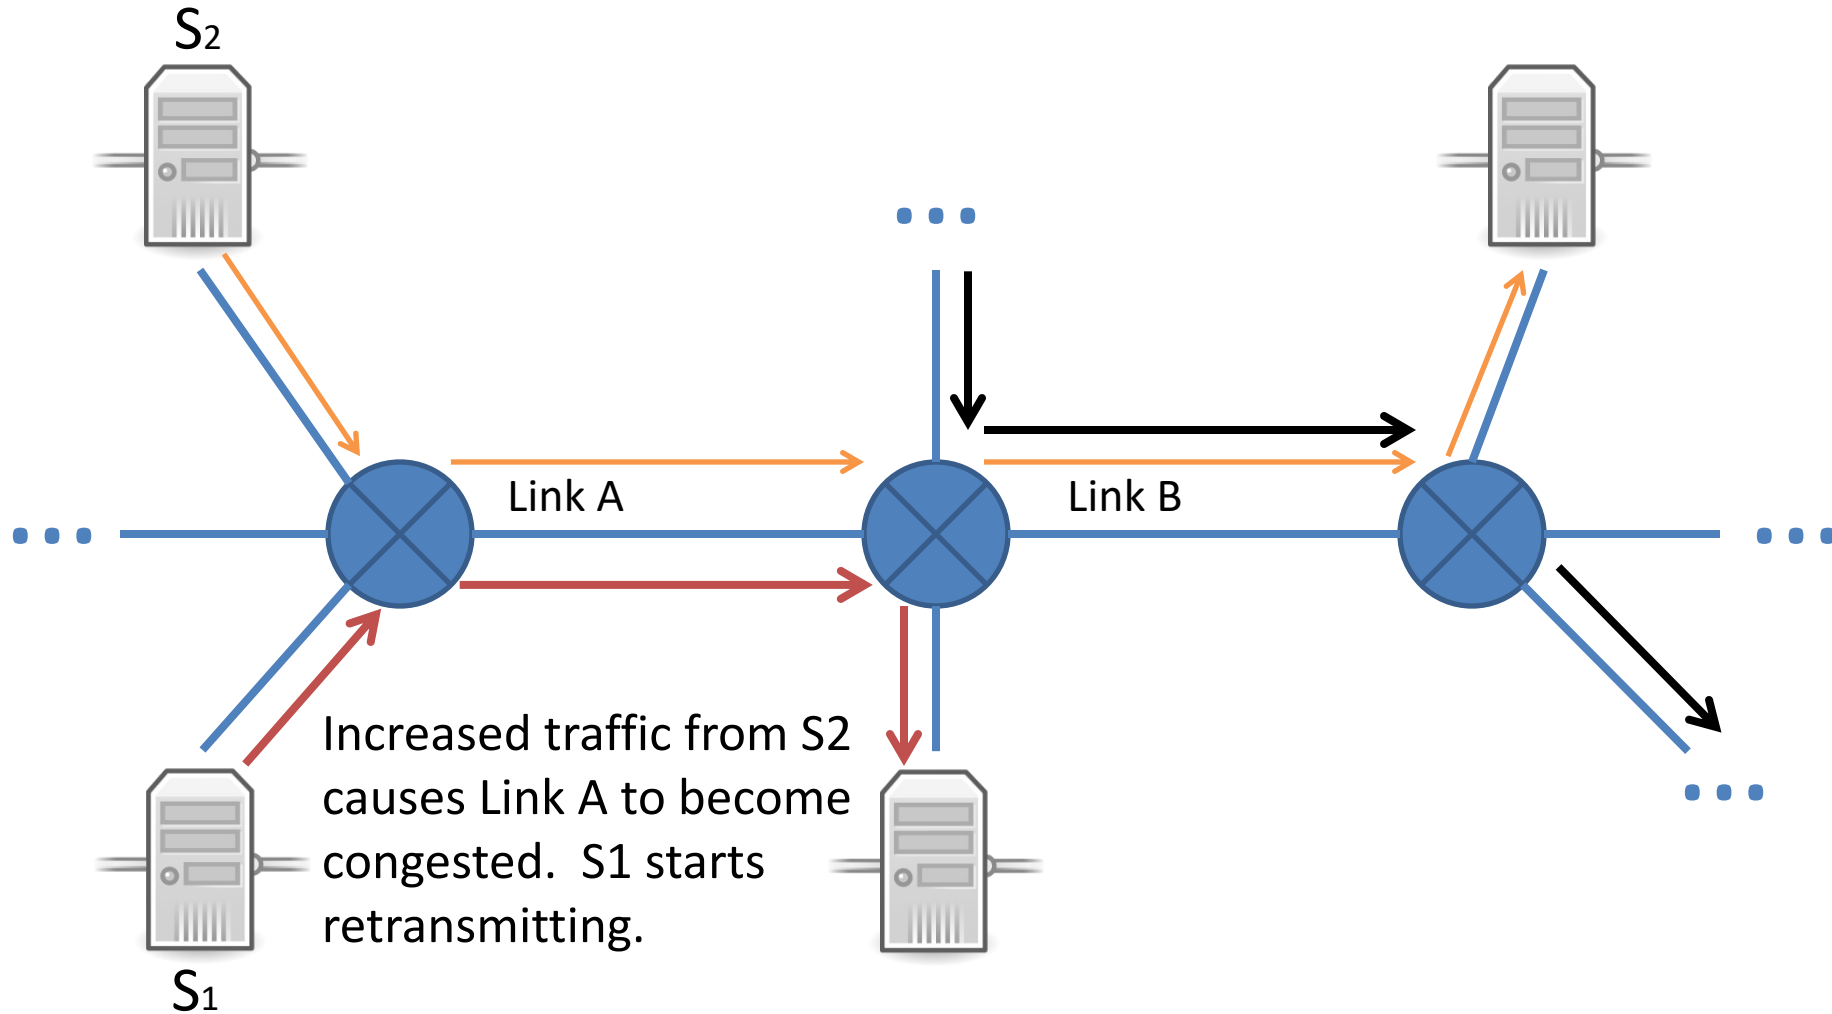 S2
Link A
Link B
Increased traffic from S2
causes Link A to become
congested.  S1 starts
retransmitting.
S1